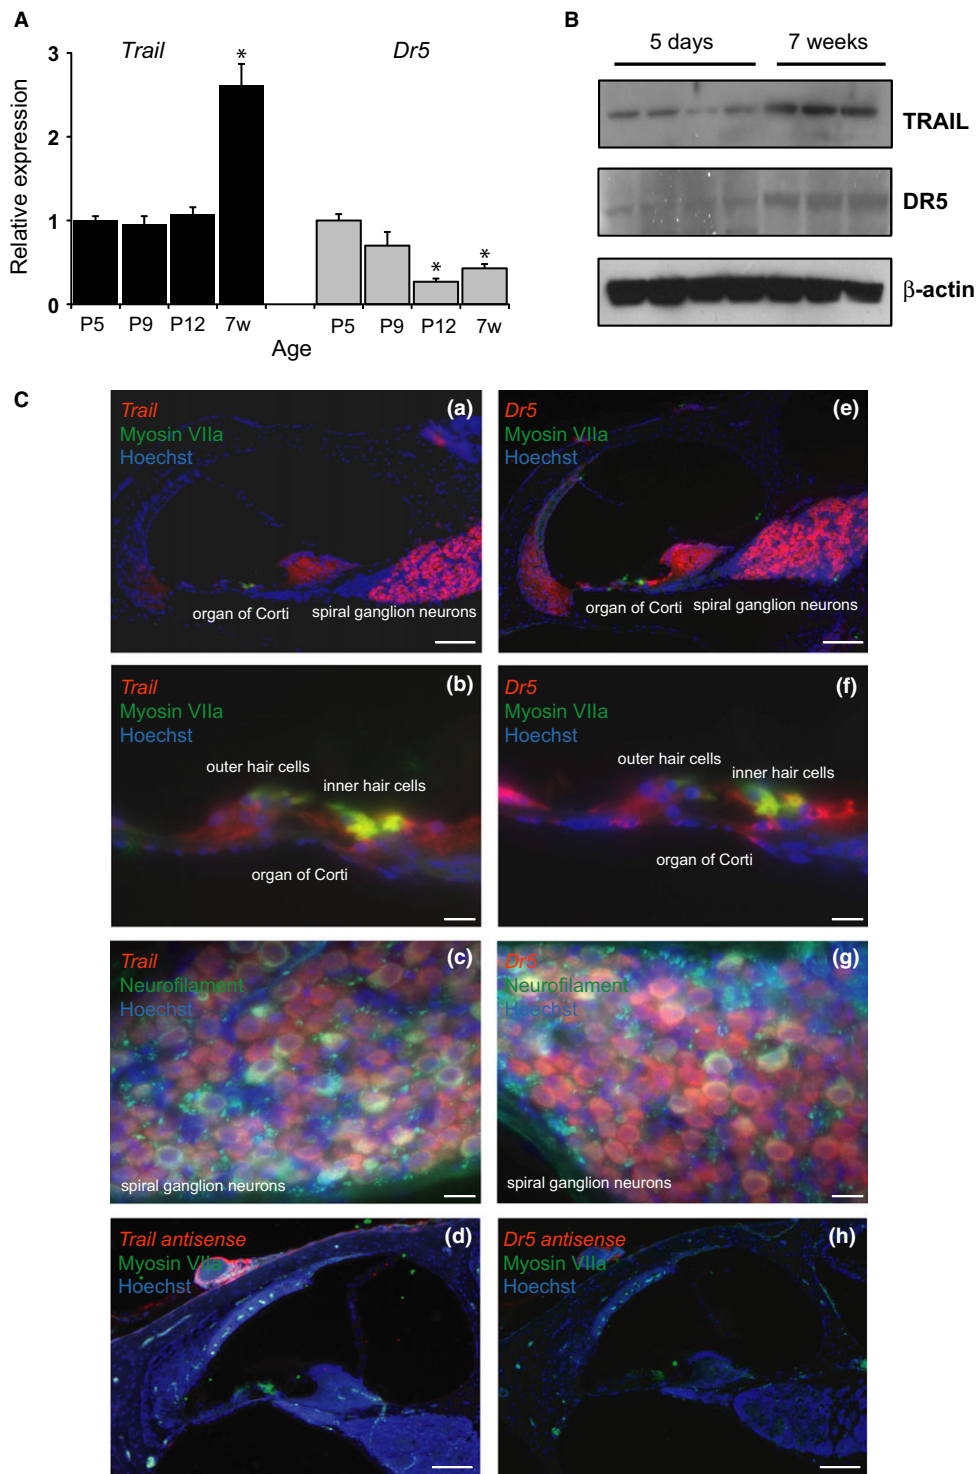 A
Trail
Dr5
Relative expression
3
2
1
0
*
*
*
P5 P9 P12 7w
P5 P9 P12 7w
Age
B
5 days
7 weeks
TRAIL
DR5
β-actin
C
Trail
Myosin VIIa
Hoechst
(a)
organ of Corti
spiral ganglion neurons
Dr5
Myosin VIIa
Hoechst
(e)
organ of Corti
spiral ganglion neurons
Trail
Myosin VIIa
Hoechst
(b)
outer hair cells
inner hair cells
organ of Corti
Dr5
Myosin VIIa
Hoechst
(f)
outer hair cells
inner hair cells
organ of Corti
Trail
Neurofilament
Hoechst
(c)
spiral ganglion neurons
Dr5
Neurofilament
Hoechst
(g)
spiral ganglion neurons
Trail antisense
Myosin VIIa
Hoechst
(d)
Dr5 antisense
Myosin VIIa
Hoechst
(h)